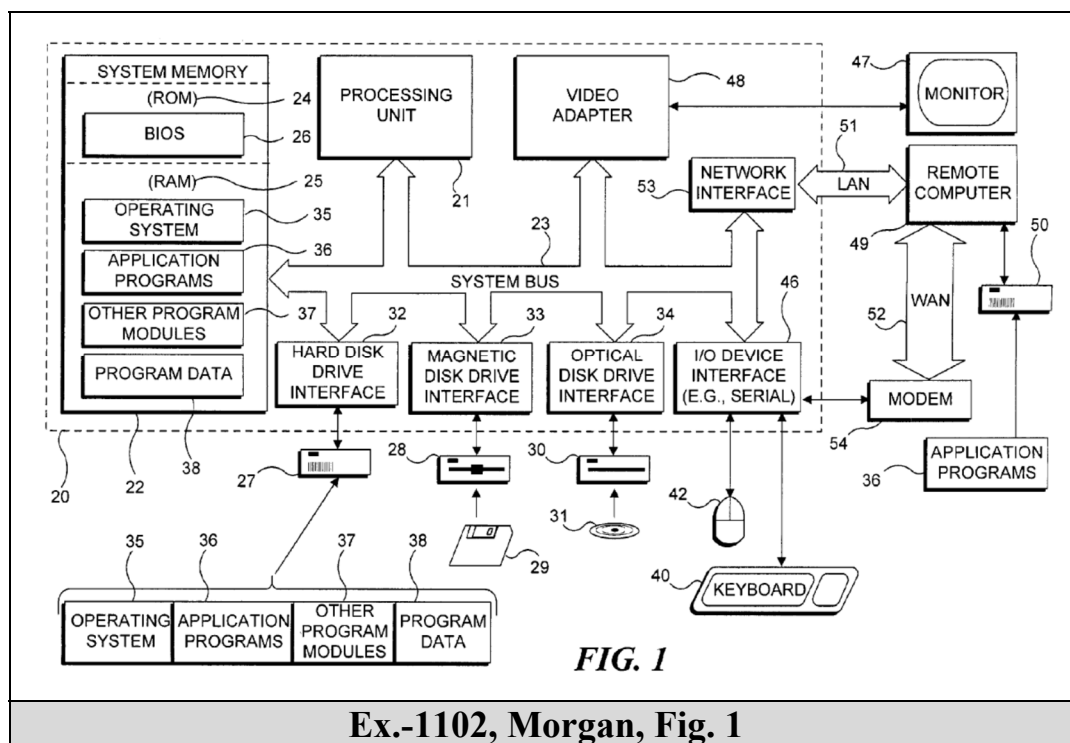 SYSTEM MEMORY
(ROM)
24
BIOS
26
(RAM)
25
OPERATING
SYSTEM
35
APPLICATION
PROGRAMS
36
OTHER PROGRAM
MODULES
37
PROGRAM DATA
38
22
20
PROCESSING
UNIT
21
VIDEO
ADAPTER
48
47
MONITOR
51
NETWORK
INTERFACE
53
LAN
REMOTE
COMPUTER
49
50
23
SYSTEM BUS
46
32
HARD DISK
DRIVE
INTERFACE
33
MAGNETIC
DISK DRIVE
INTERFACE
34
OPTICAL
DISK DRIVE
INTERFACE
I/O DEVICE
INTERFACE
(E.G., SERIAL)
WAN
52
MODEM
54
APPLICATION
PROGRAMS
36
27
28
30
42
31
29
40
KEYBOARD
35
36
37
38
OPERATING
SYSTEM
APPLICATION
PROGRAMS
OTHER
PROGRAM
MODULES
PROGRAM
DATA
FIG. 1
Ex.-1102, Morgan, Fig. 1